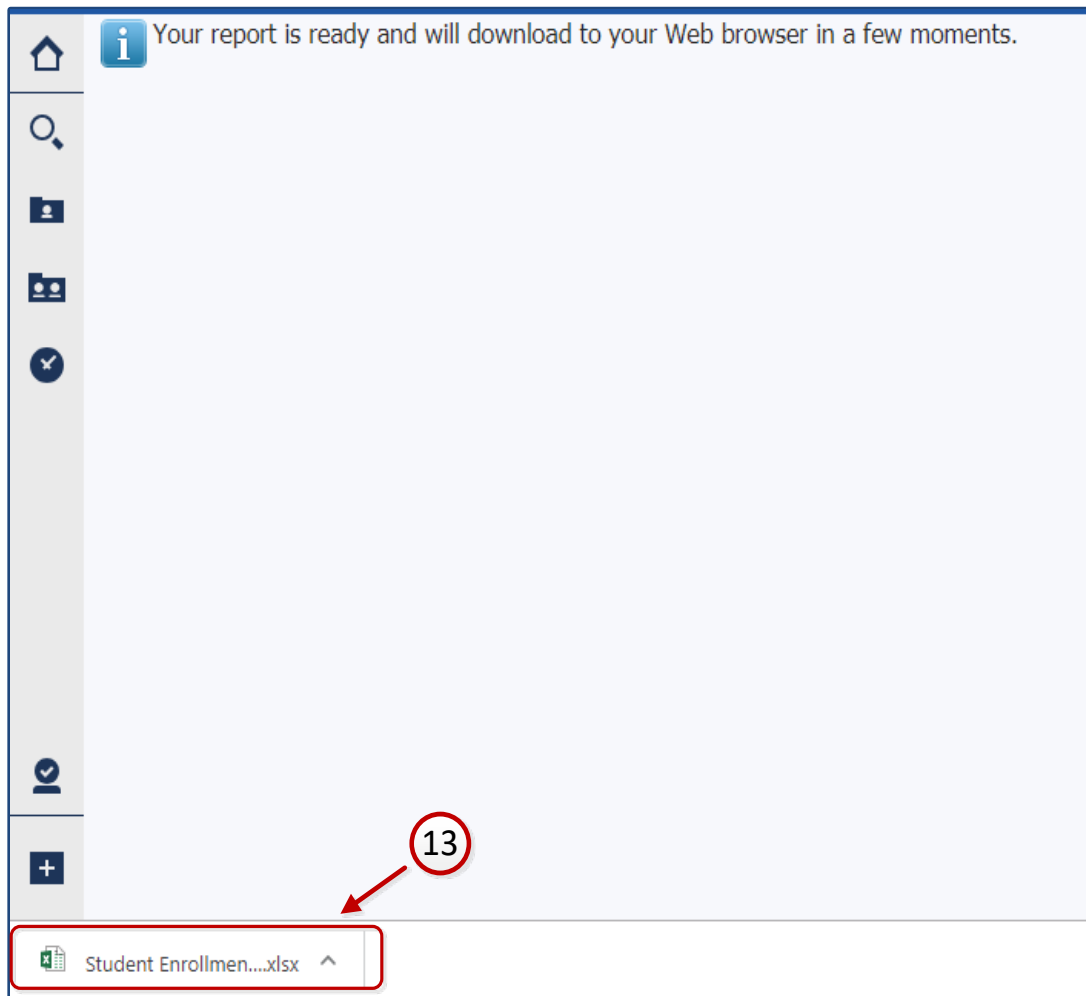 Your report is ready and will download to your Web browser in a few moments.
13
Student Enrollmen....xlsx